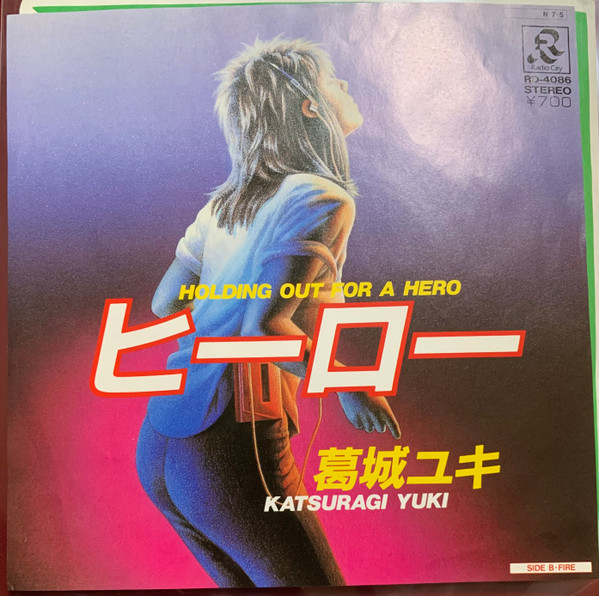 N·7·5
R
Radio City
RD-4086
STEREO
¥700
HOLDING OUT FOR A HERO
ヒーロー
葛城ユキ
KATSURAGI YUKI
SIDE B·FIRE